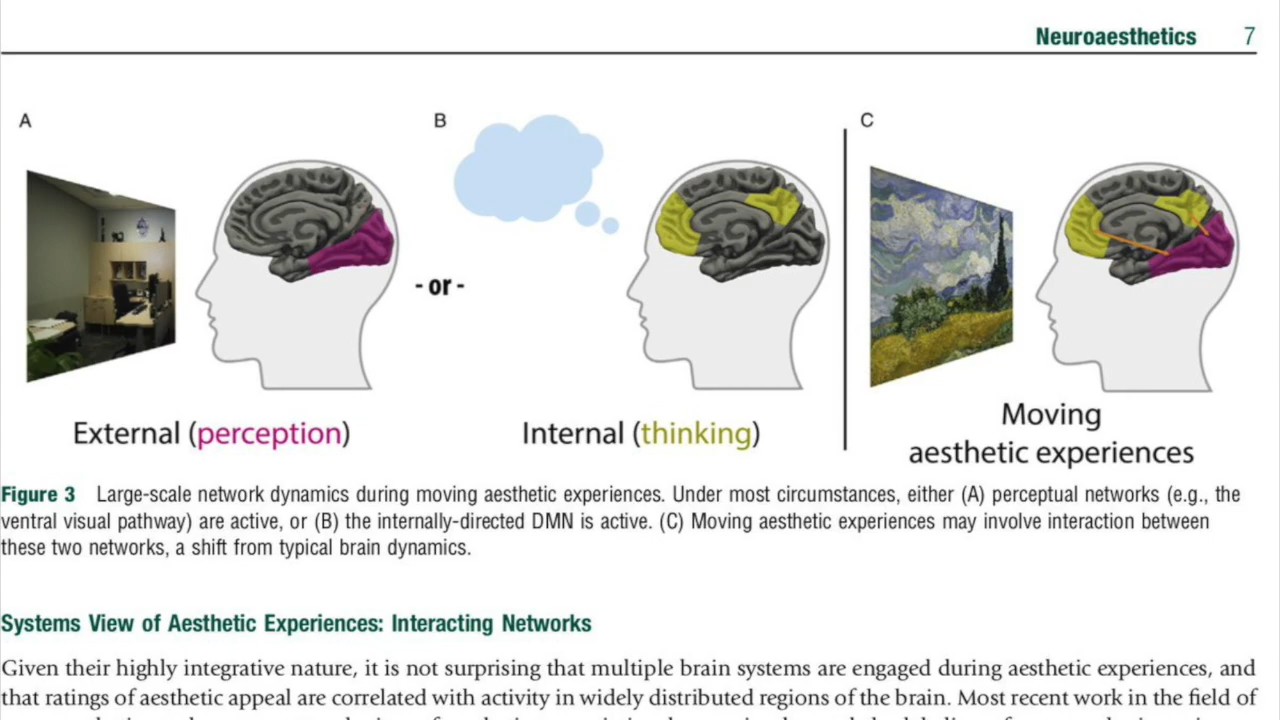 Neuroaesthetics 7
A
B
C
- or -
External (perception)
Internal (thinking)
Moving
aesthetic experiences
Figure 3 Large-scale network dynamics during moving aesthetic experiences. Under most circumstances, either (A) perceptual networks (e.g., the
ventral visual pathway) are active, or (B) the internally-directed DMN is active. (C) Moving aesthetic experiences may involve interaction between
these two networks, a shift from typical brain dynamics.
Systems View of Aesthetic Experiences: Interacting Networks
Given their highly integrative nature, it is not surprising that multiple brain systems are engaged during aesthetic experiences, and
that ratings of aesthetic appeal are correlated with activity in widely distributed regions of the brain. Most recent work in the field of